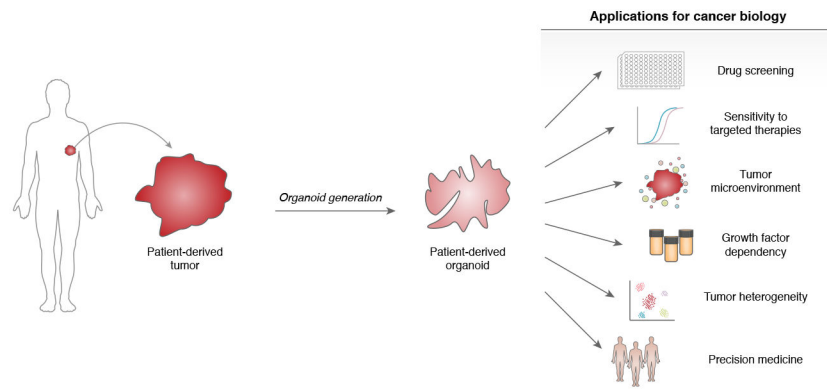 Applications for cancer biology
Drug screening
Sensitivity to
targeted therapies
Organoid generation
Tumor
microenvironment
Patient-derived
tumor
Patient-derived
organoid
Growth factor
dependency
Tumor heterogeneity
Precision medicine